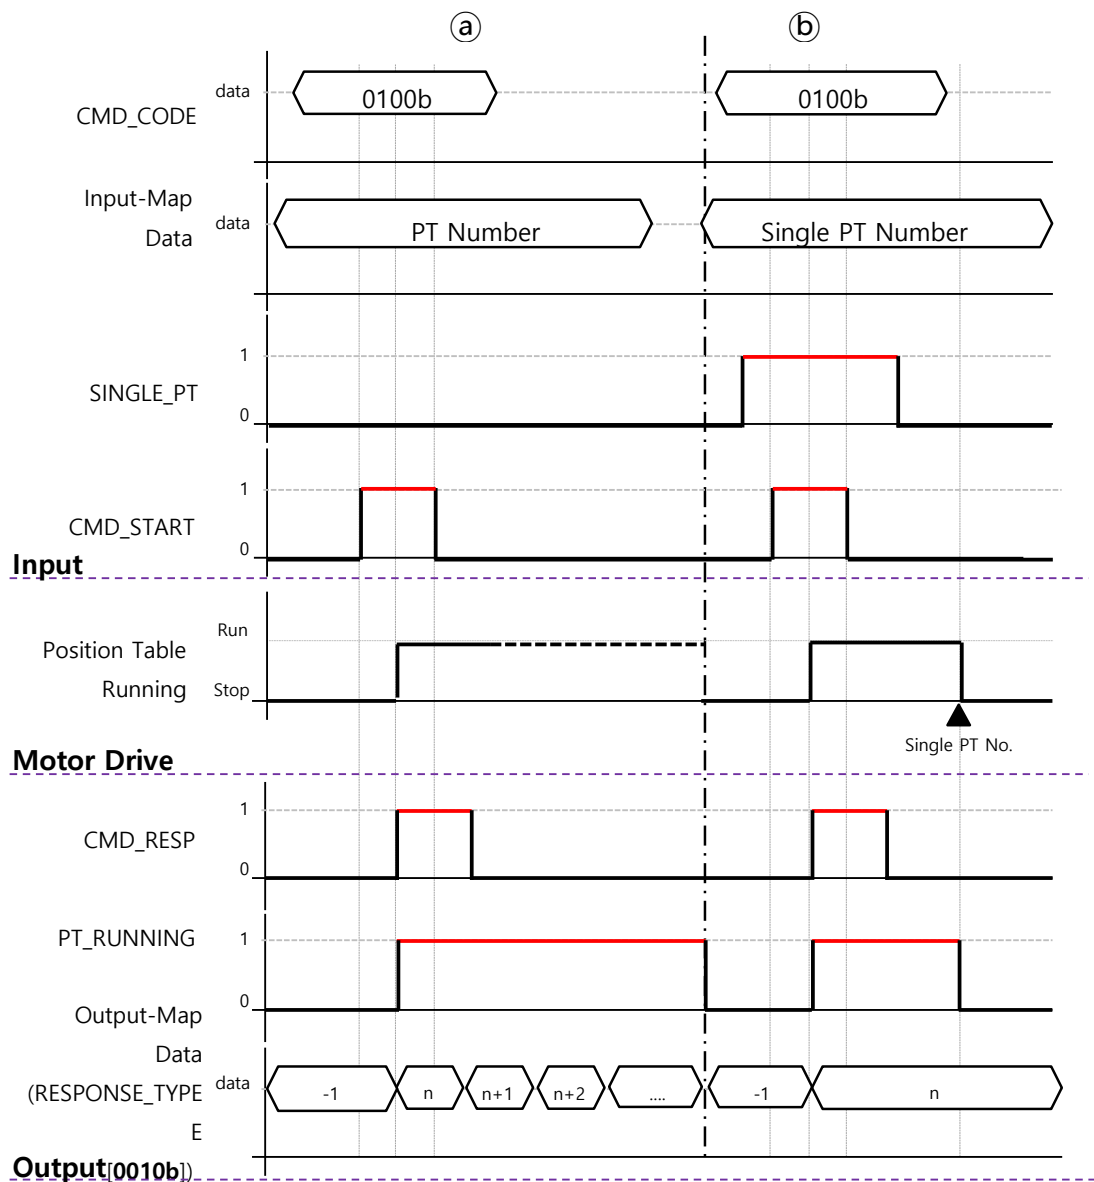 ⓐ ⓑ
CMD_CODE data 0100b 0100b
Input-Map
Data data PT Number Single PT Number
1
SINGLE_PT
0
1
CMD_START
0
Input
Run
Position Table
Running Stop
Single PT No.
Motor Drive
1
CMD_RESP
0
PT_RUNNING 1
0
Output-Map
Data
(RESPONSE_TYPE data -1 n n+1 n+2 .... -1 n
E
Output[0010b])